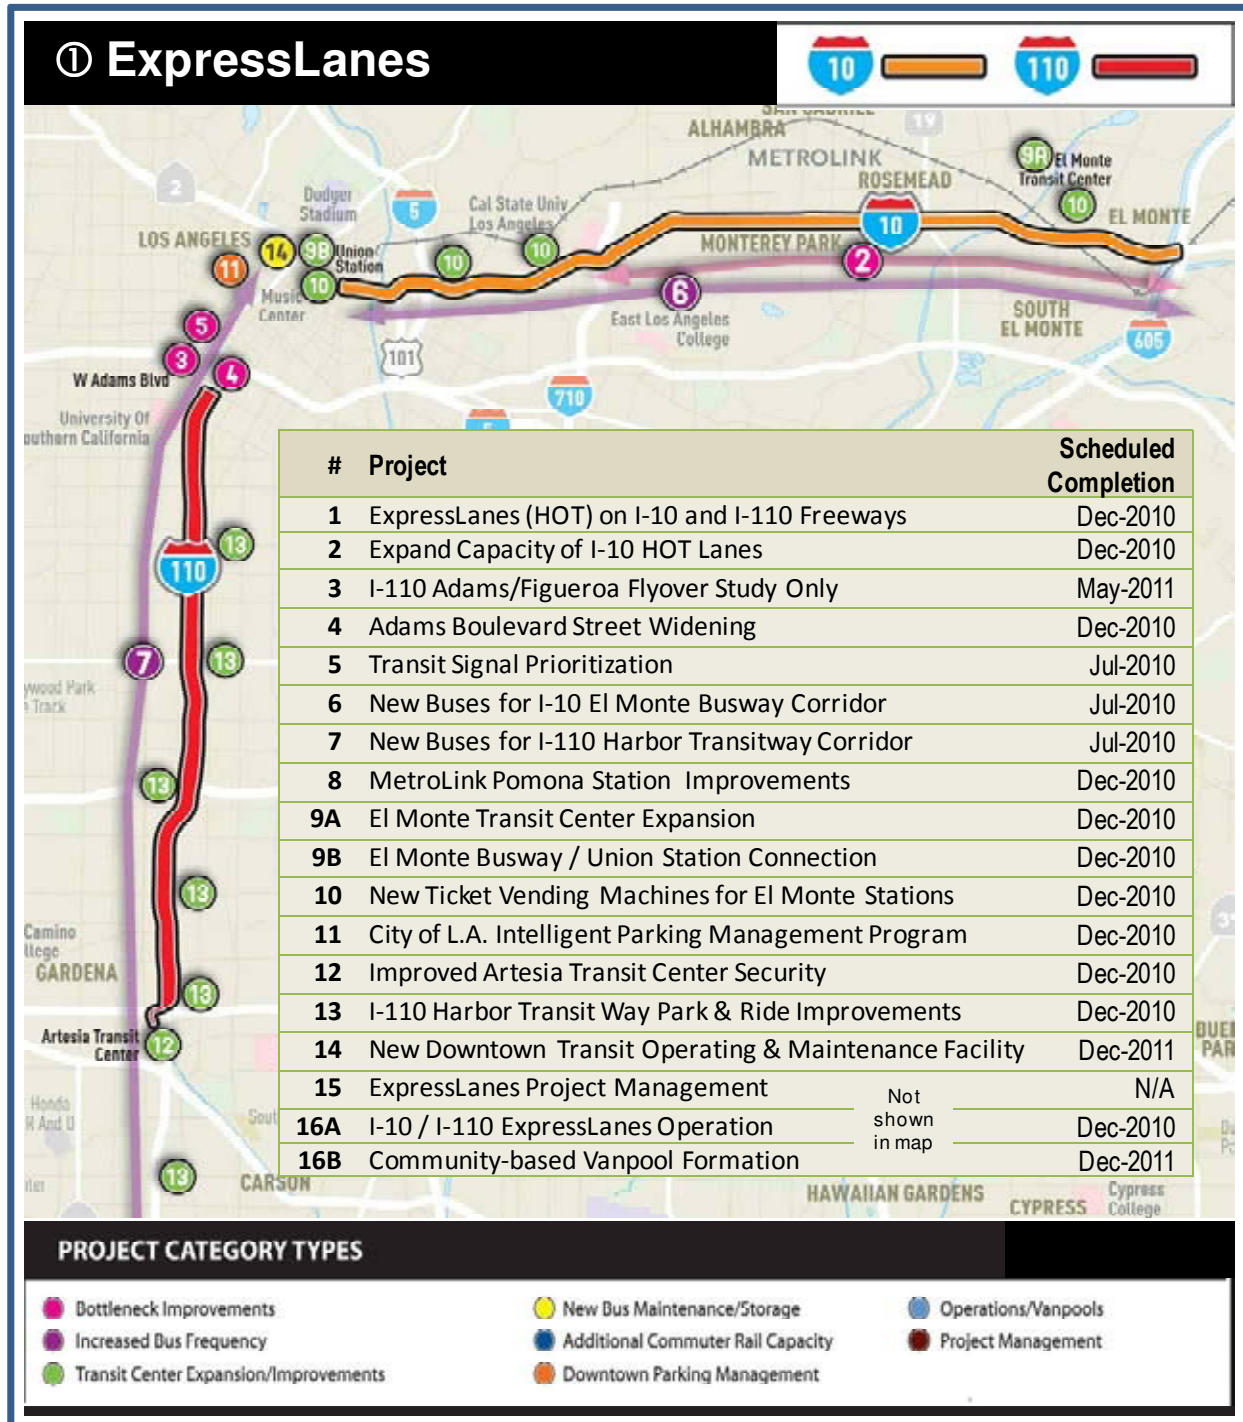 ① ExpressLanes
10
110
ALHAMBRA
19
METROLINK
9A
El Monte
Transit Center
ROSEMEAD
2
Dodger
Stadium
5
Cal State Univ
Los Angeles
10
10
EL MONTE
LOS ANGELES
14
9B
Union
Station
10
10
MONTEREY PARK
2
11
10
Music
Center
6
East Los Angeles
College
SOUTH
EL MONTE
605
5
3
4
101
W Adams Blvd
710
University Of
Southern California
5
# Project Scheduled
Completion
1 ExpressLanes (HOT) on I-10 and I-110 Freeways Dec-2010
2 Expand Capacity of I-10 HOT Lanes Dec-2010
3 I-110 Adams/Figueroa Flyover Study Only May-2011
4 Adams Boulevard Street Widening Dec-2010
5 Transit Signal Prioritization Jul-2010
6 New Buses for I-10 El Monte Busway Corridor Jul-2010
7 New Buses for I-110 Harbor Transitway Corridor Jul-2010
8 MetroLink Pomona Station Improvements Dec-2010
9A El Monte Transit Center Expansion Dec-2010
9B El Monte Busway / Union Station Connection Dec-2010
10 New Ticket Vending Machines for El Monte Stations Dec-2010
11 City of L.A. Intelligent Parking Management Program Dec-2010
12 Improved Artesia Transit Center Security Dec-2010
13 I-110 Harbor Transit Way Park & Ride Improvements Dec-2010
14 New Downtown Transit Operating & Maintenance Facility Dec-2011
15 ExpressLanes Project Management N/A
16A I-10 / I-110 ExpressLanes Operation Dec-2010
16B Community-based Vanpool Formation Dec-2011
Not
shown
in map
13
110
7
13
ywood Park
Track
13
13
Camino
llege
GARDENA
13
Artesia Transit
Center
12
Honda
R And D
13
CARSON
HAWAIIAN GARDENS
CYPRESS
Cypress
College
PROJECT CATEGORY TYPES
Bottleneck Improvements
Increased Bus Frequency
Transit Center Expansion/Improvements
New Bus Maintenance/Storage
Additional Commuter Rail Capacity
Downtown Parking Management
Operations/Vanpools
Project Management